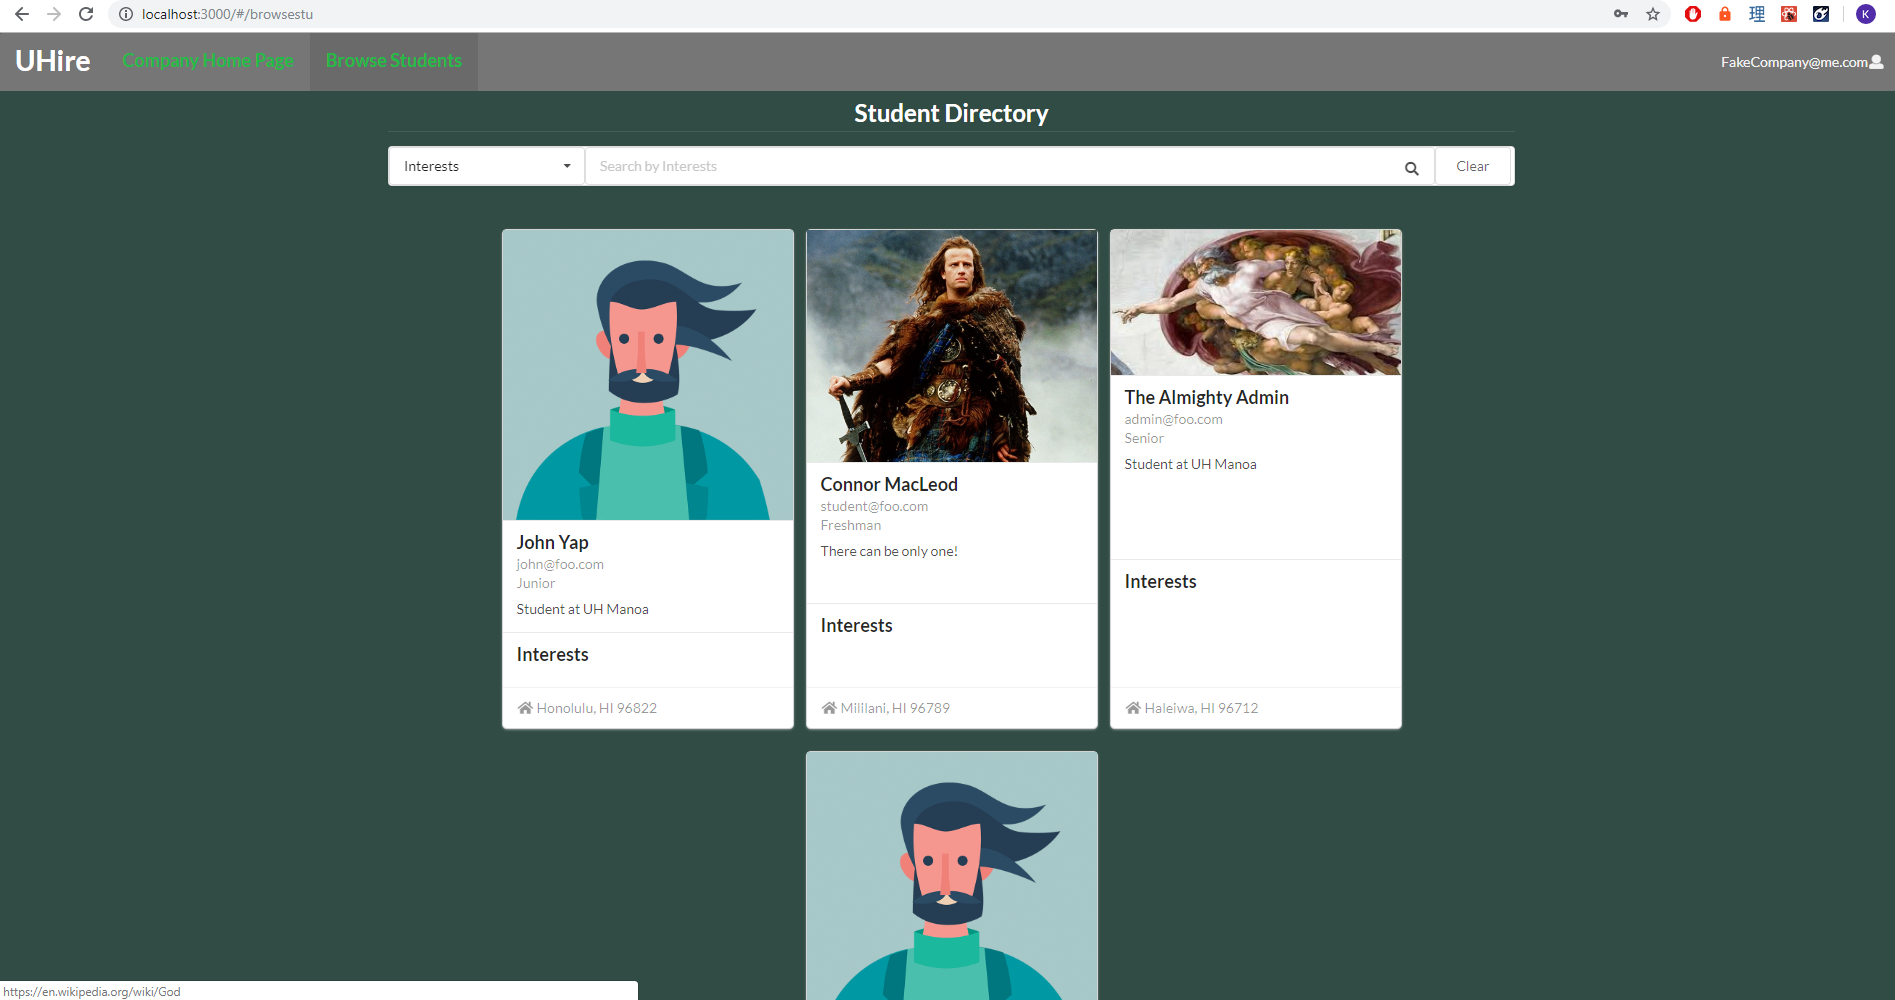 localhost:3000/#/browsestu
K
UHire
Company Home Page
Browse Students
FakeCompany@me.com
Student Directory
Interests
Search by Interests
Clear
John Yap
john@foo.com
Junior
Student at UH Manoa
Interests
Honolulu, HI 96822
Connor MacLeod
student@foo.com
Freshman
There can be only one!
Interests
Mililani, HI 96789
The Almighty Admin
admin@foo.com
Senior
Student at UH Manoa
Interests
Haleiwa, HI 96712
https://en.wikipedia.org/wiki/God